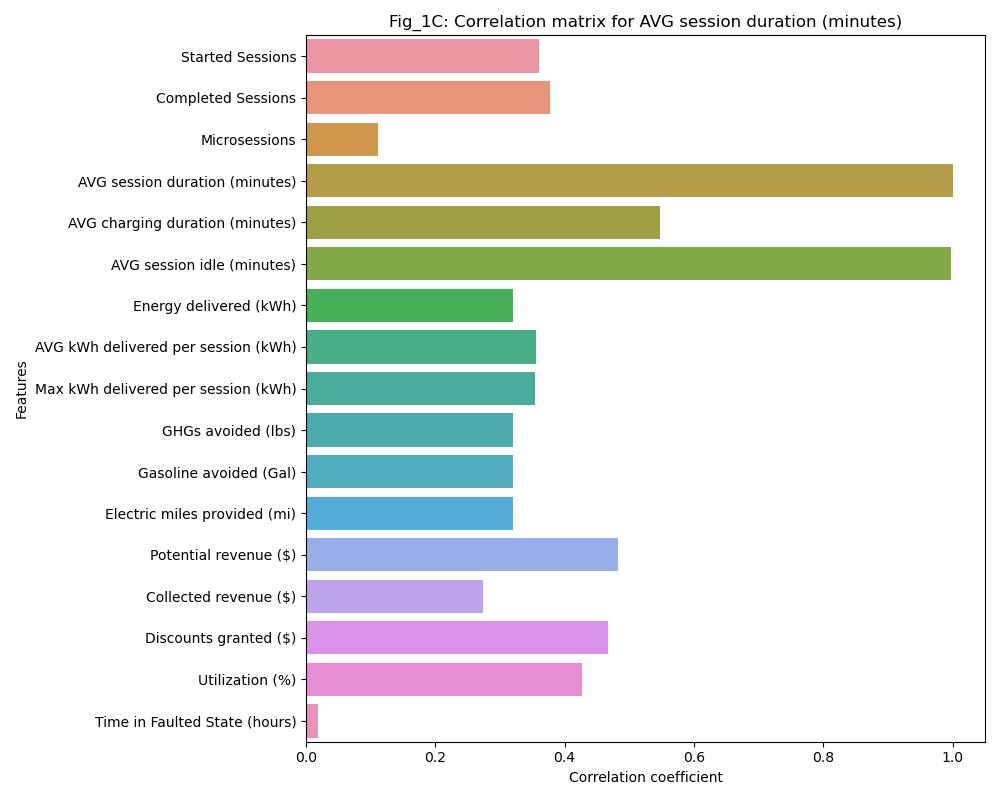 Fig_1C: Correlation matrix for AVG session duration (minutes)
Started Sessions
Completed Sessions
Microsessions
AVG session duration (minutes)
AVG charging duration (minutes)
AVG session idle (minutes)
Energy delivered (kWh)
AVG kWh delivered per session (kWh)
Max kWh delivered per session (kWh)
GHGs avoided (lbs)
Gasoline avoided (Gal)
Electric miles provided (mi)
Potential revenue ($)
Collected revenue ($)
Discounts granted ($)
Utilization (%)
Time in Faulted State (hours)
Features
0.0 0.2 0.4 0.6 0.8 1.0
Correlation coefficient